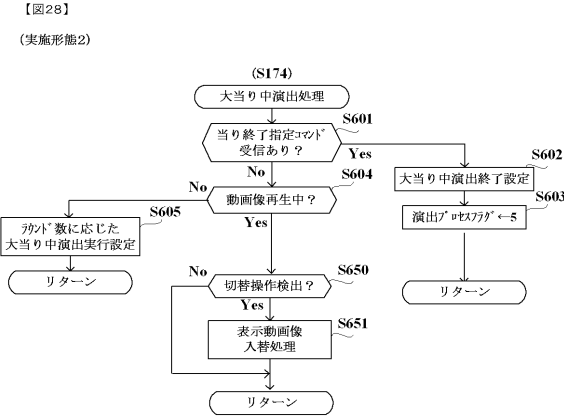 【図28】
(実施形態2)
(S174)
大当り中演出処理
S601
当り終了指定ｺﾏﾝﾄﾞ
受信あり？
Yes
No
S602
大当り中演出終了設定
S603
演出ﾌﾟﾛｾｽﾌﾗｸﾞ←5
リターン
S604
動画像再生中？
No
Yes
S605
ﾗｳﾝﾄﾞ数に応じた
大当り中演出実行設定
リターン
S650
切替操作検出？
No
Yes
S651
表示動画像
入替処理
リターン